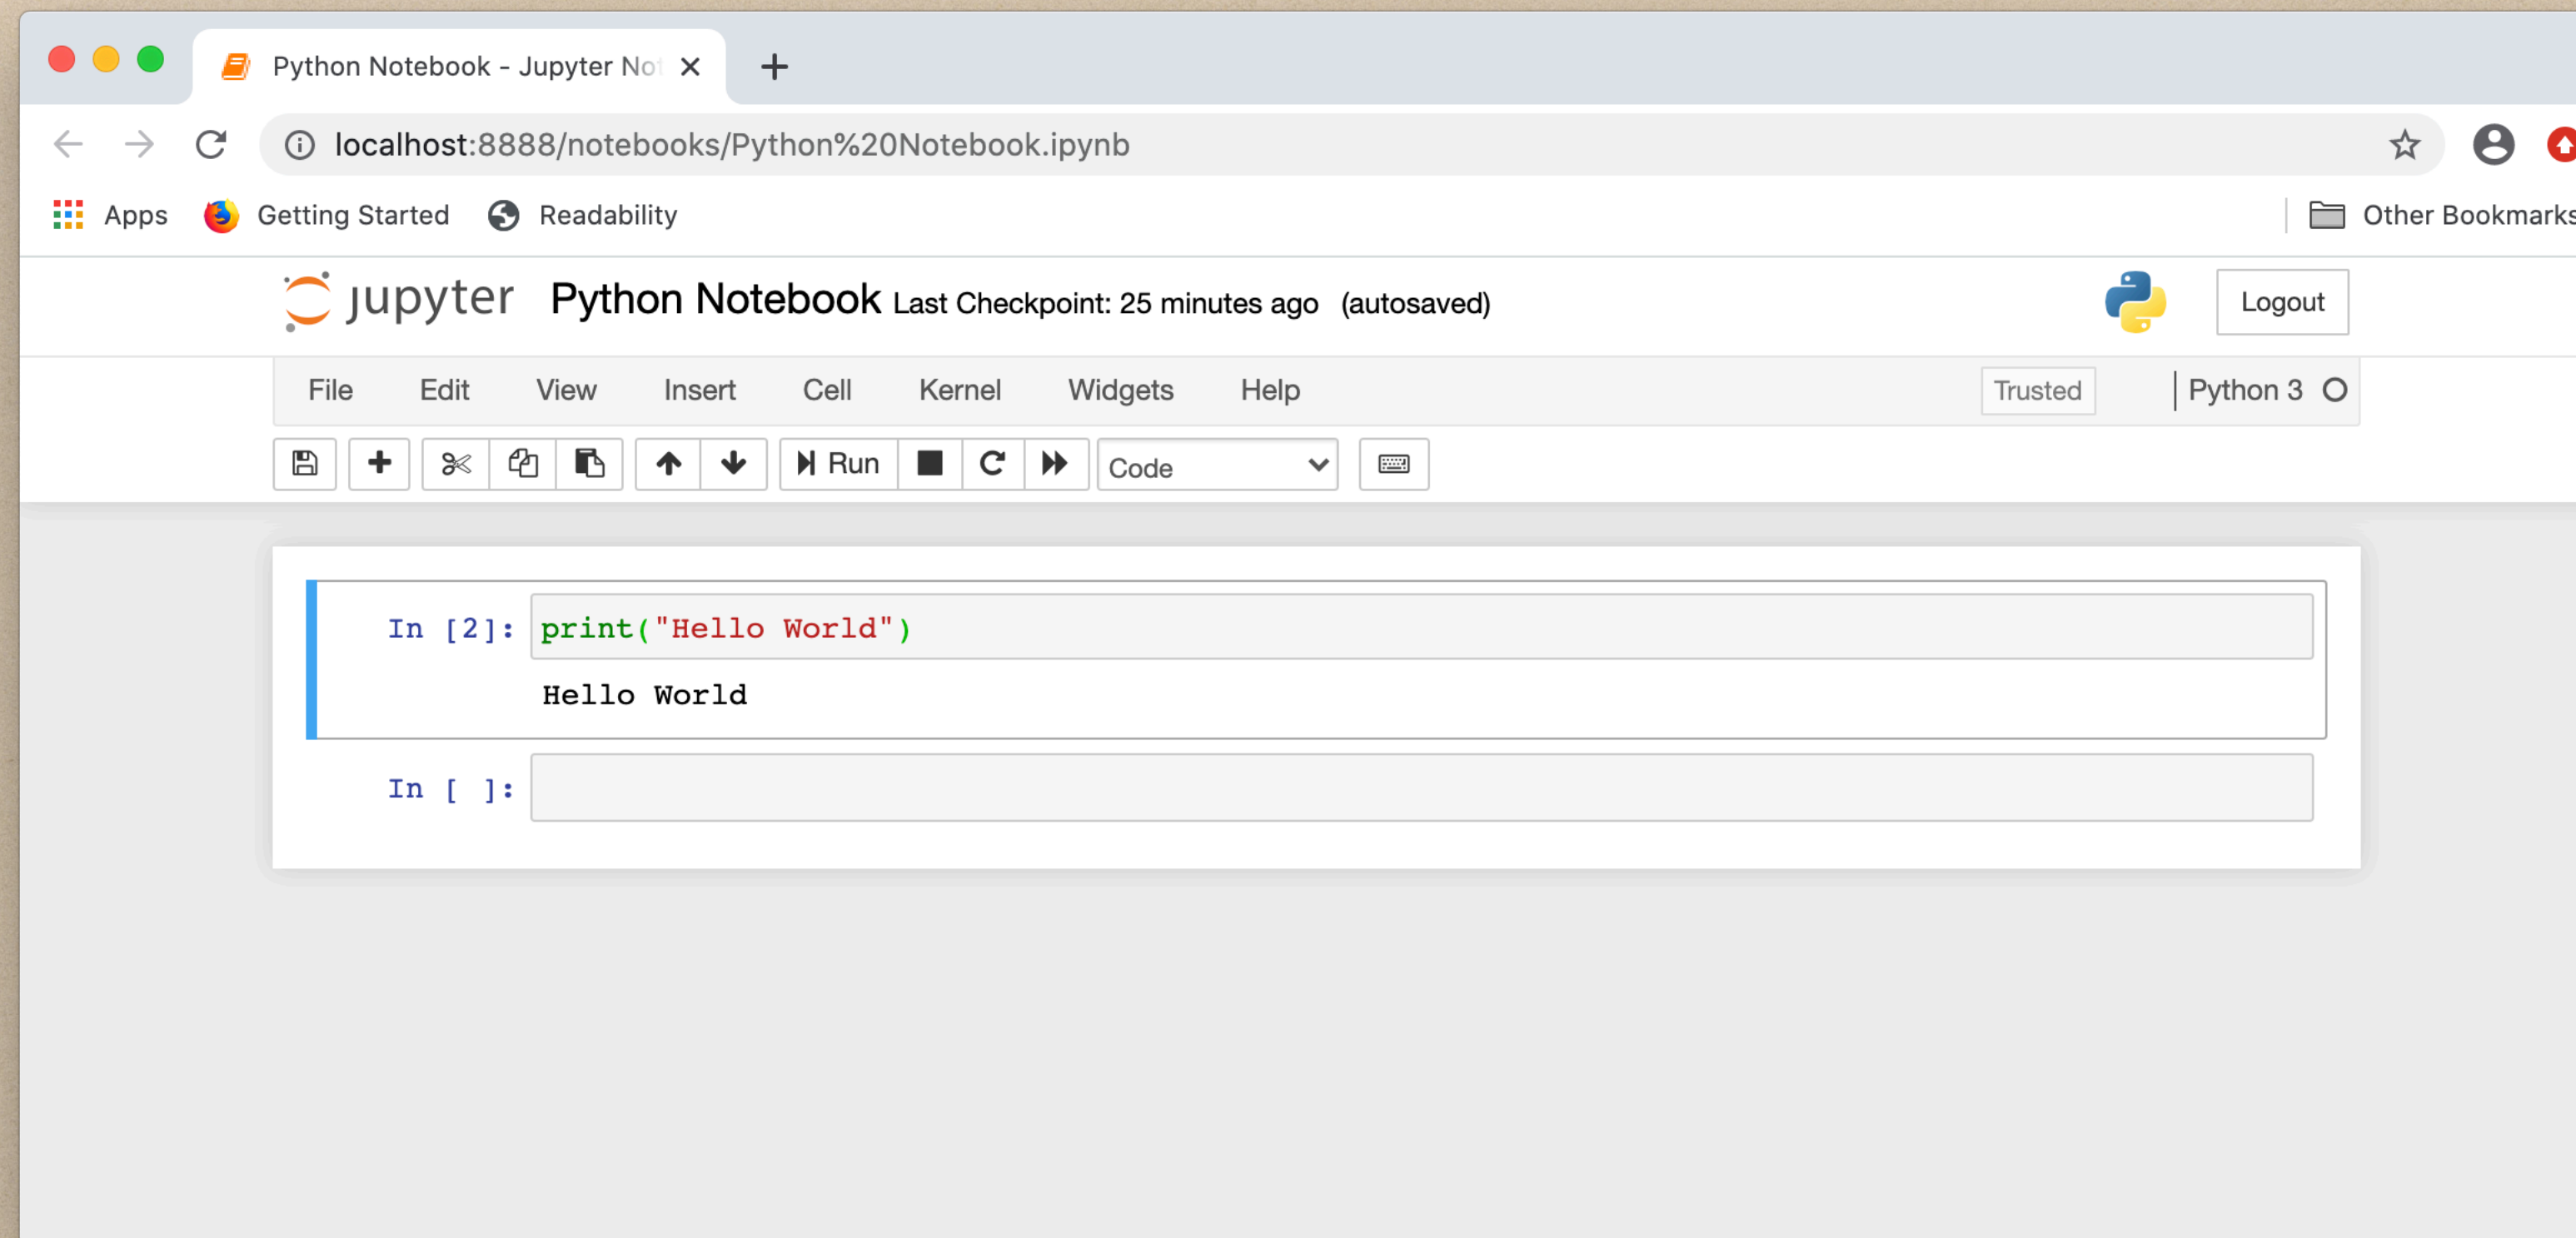 Python Notebook - Jupyter Not
localhost:8888/notebooks/Python%20Notebook.ipynb
Apps Getting Started Readability Other Bookmarks
jupyter Python Notebook Last Checkpoint: 25 minutes ago (autosaved) Logout
File Edit View Insert Cell Kernel Widgets Help Trusted Python 3
Run Code
In [2]: print("Hello World")
Hello World
In [ ]: